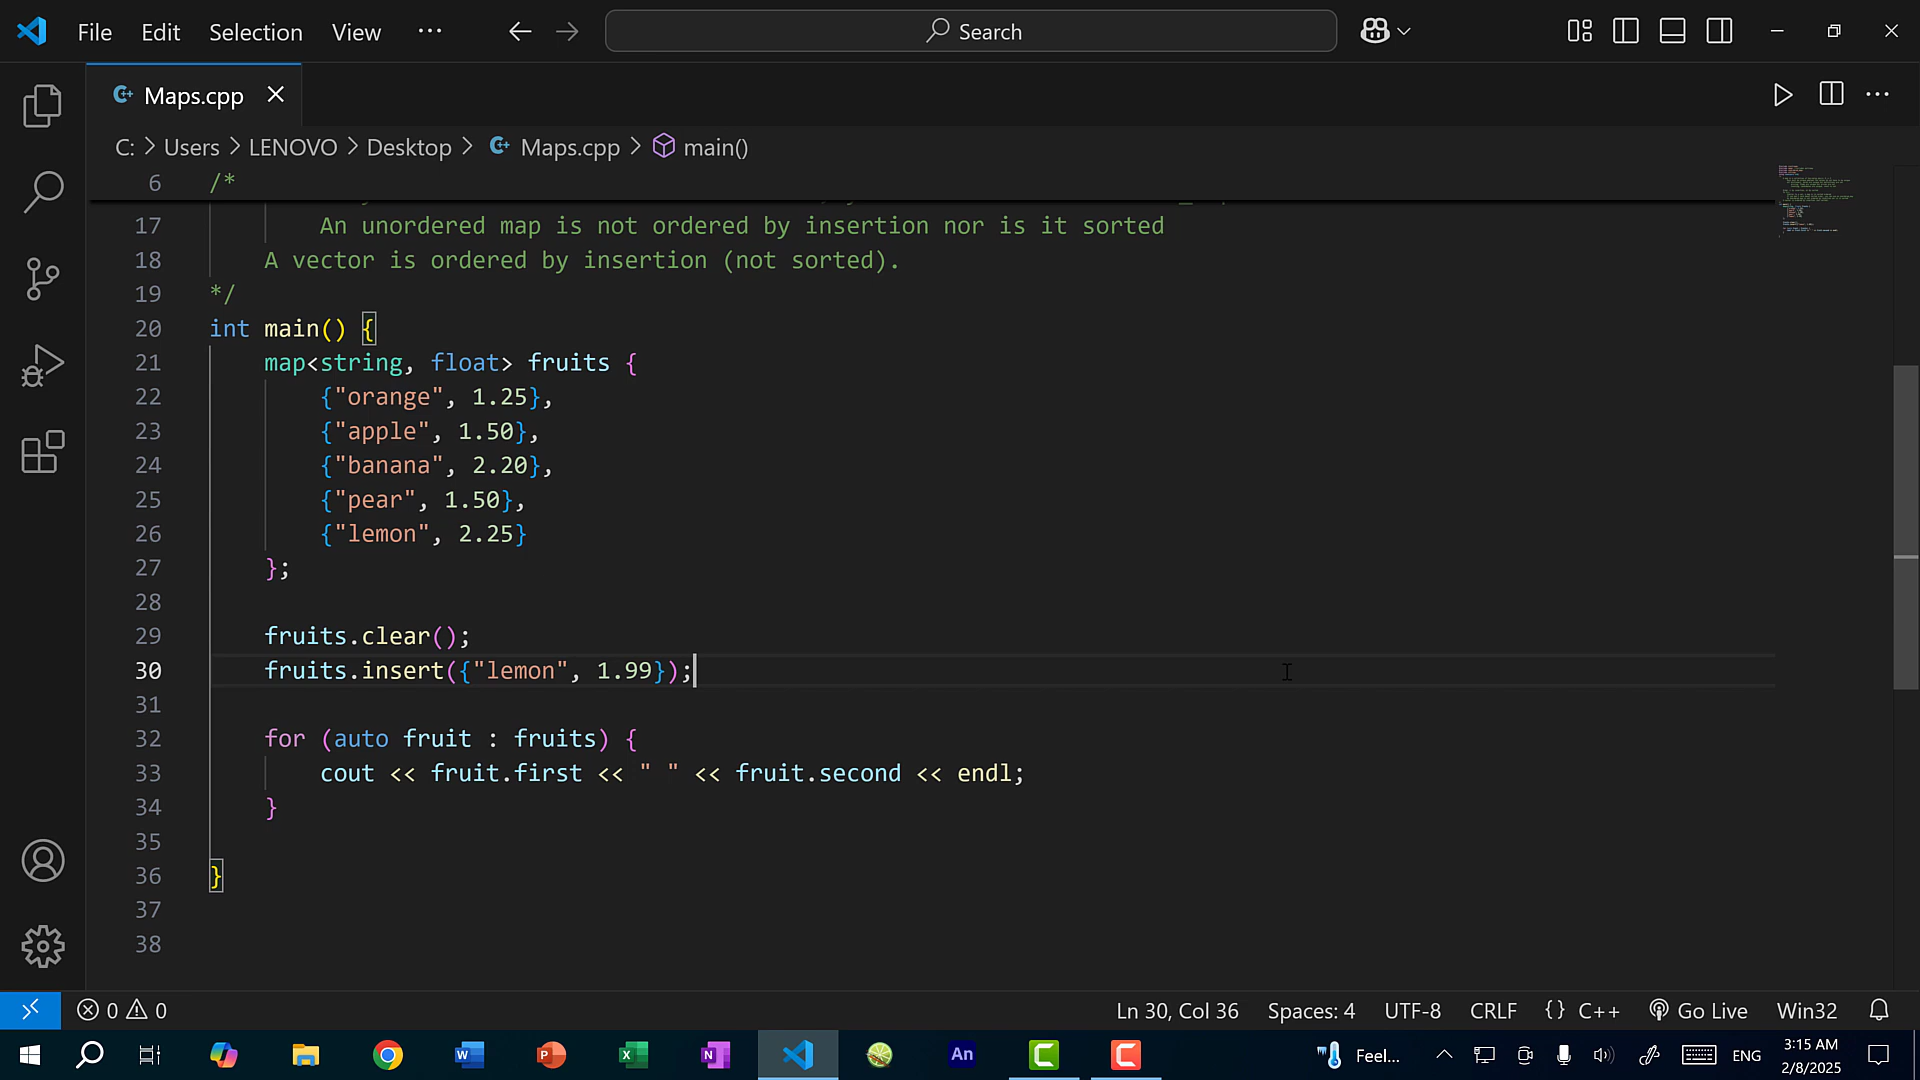 File Edit Selection View ··· Search
Maps.cpp
C: > Users > LENOVO > Desktop > Maps.cpp > main()
6 /*
17 An unordered map is not ordered by insertion nor is it sorted
18 A vector is ordered by insertion (not sorted).
19 */
20 int main() {
21 map<string, float> fruits {
22 {"orange", 1.25},
23 {"apple", 1.50},
24 {"banana", 2.20},
25 {"pear", 1.50},
26 {"lemon", 2.25}
27 };
28
29 fruits.clear();
30 fruits.insert({"lemon", 1.99});
31
32 for (auto fruit : fruits) {
33 cout << fruit.first << " " << fruit.second << endl;
34 }
35
36 }
37
38
0 0 Ln 30, Col 36 Spaces: 4 UTF-8 CRLF {} C++ Go Live Win32
An Feel... ENG 3:15 AM
2/8/2025